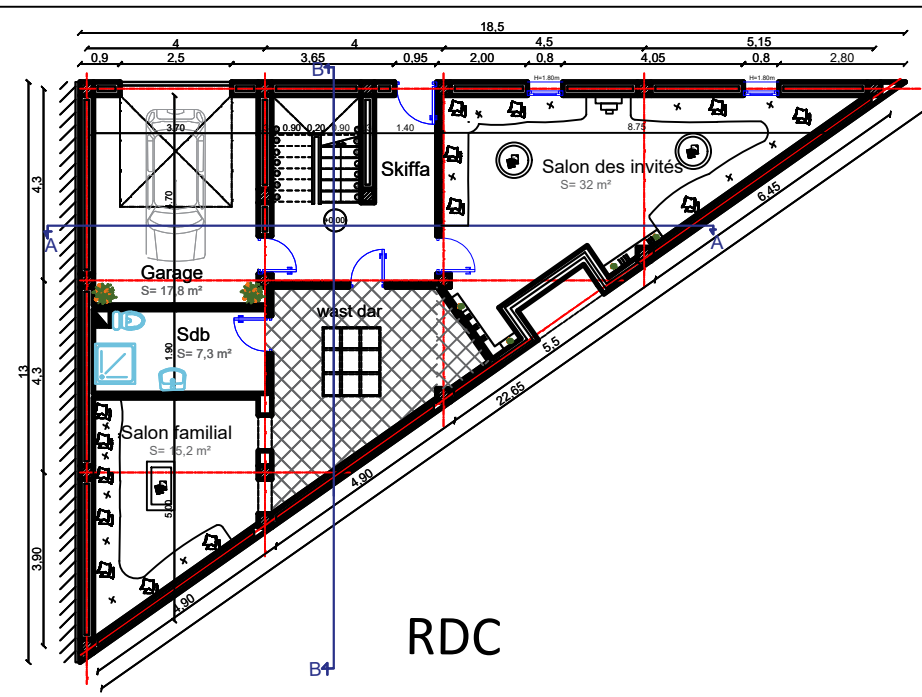 18,5
4 4 4,5 5,15
0,9 2,5 3,65 0,95 2,00 0,8 4,05 0,8 2,80
B
H=1.80m H=1.80m
3.70 0.90 0.20 0.90 1.40 8.75
Skiffa
Salon des invités
S= 32 m²
4,3
4.70
6,45
+0.00
A A
Garage
S= 17,8 m²
wast dar
Sdb
S= 7,3 m²
1.90
5,5
13
4,3
22,65
Salon familial
S= 15,2 m²
4,90
5.00
3,90
4,90
RDC
B